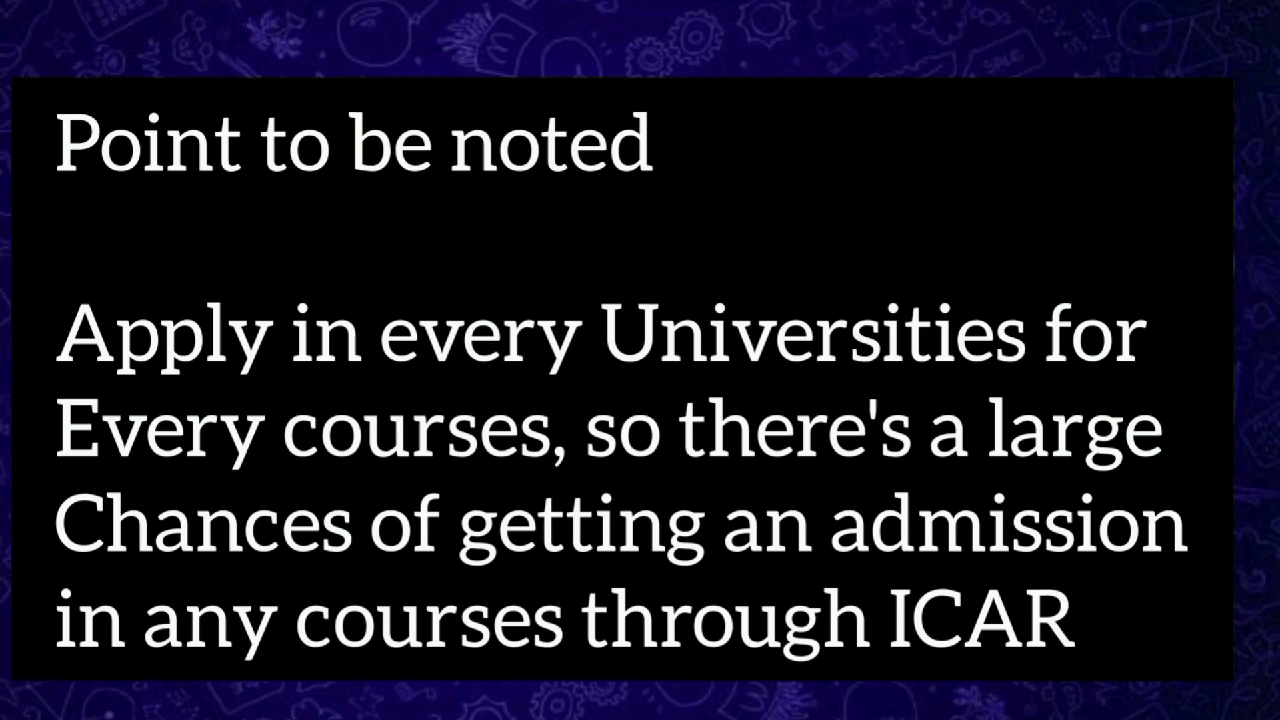 Point to be noted
Apply in every Universities for
Every courses, so there's a large
Chances of getting an admission
in any courses through ICAR